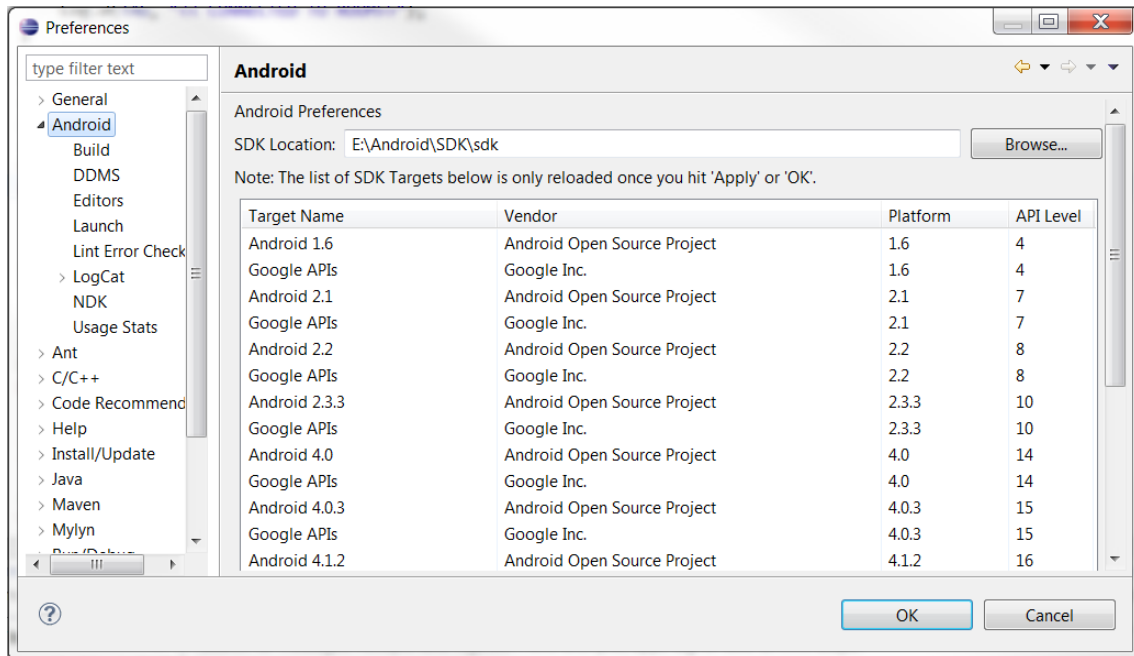 Preferences
type filter text
General
Android
Build
DDMS
Editors
Launch
Lint Error Check
LogCat
NDK
Usage Stats
Ant
C/C++
Code Recommend
Help
Install/Update
Java
Maven
Mylyn
Android
Android Preferences
SDK Location: E:\Android\SDK\sdk Browse...
Note: The list of SDK Targets below is only reloaded once you hit 'Apply' or 'OK'.
Target Name Vendor Platform API Level
Android 1.6 Android Open Source Project 1.6 4
Google APIs Google Inc. 1.6 4
Android 2.1 Android Open Source Project 2.1 7
Google APIs Google Inc. 2.1 7
Android 2.2 Android Open Source Project 2.2 8
Google APIs Google Inc. 2.2 8
Android 2.3.3 Android Open Source Project 2.3.3 10
Google APIs Google Inc. 2.3.3 10
Android 4.0 Android Open Source Project 4.0 14
Google APIs Google Inc. 4.0 14
Android 4.0.3 Android Open Source Project 4.0.3 15
Google APIs Google Inc. 4.0.3 15
Android 4.1.2 Android Open Source Project 4.1.2 16
OK Cancel